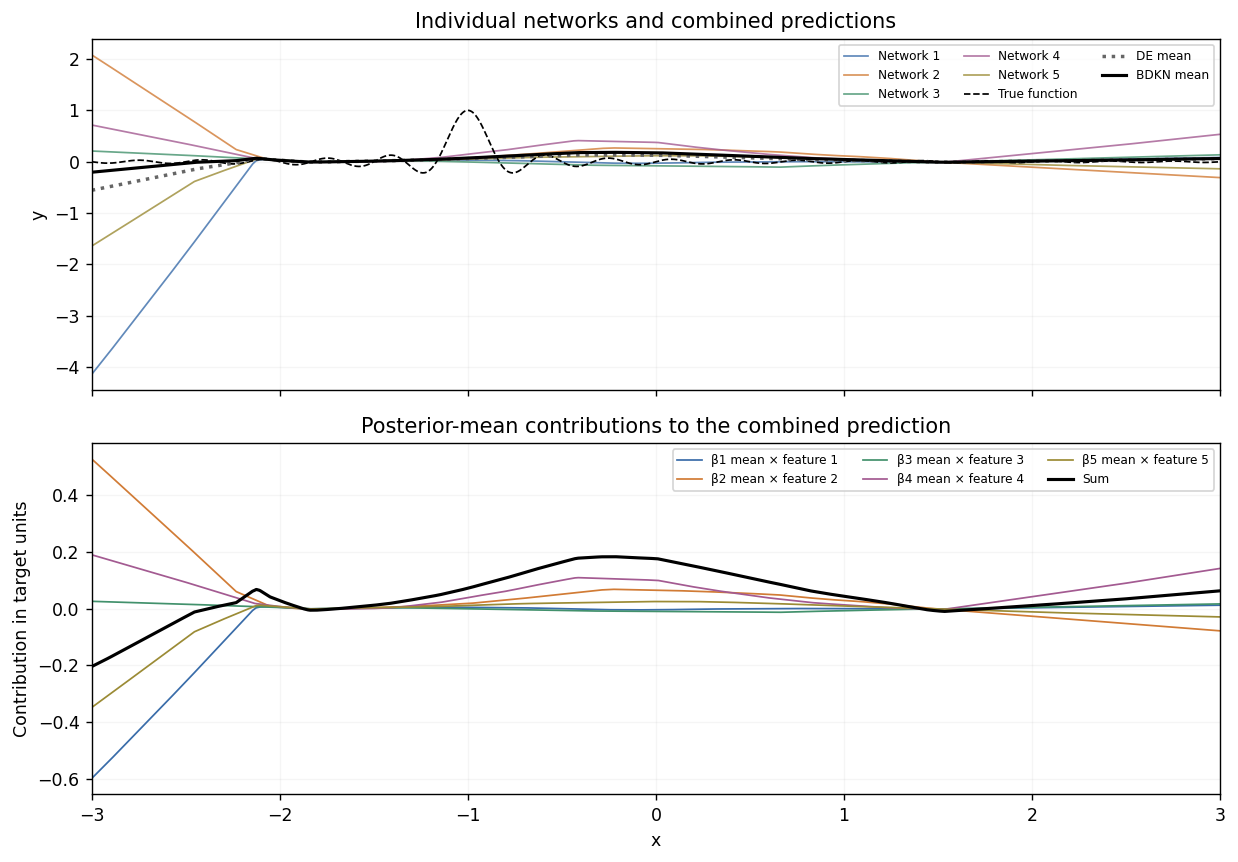 Individual networks and combined predictions
Network 1
Network 2
Network 3
Network 4
Network 5
True function
DE mean
BDKN mean
2
1
0
−1
−2
−3
−4
y
Posterior-mean contributions to the combined prediction
β1 mean × feature 1
β2 mean × feature 2
β3 mean × feature 3
β4 mean × feature 4
β5 mean × feature 5
Sum
0.4
0.2
0.0
−0.2
−0.4
−0.6
Contribution in target units
−3
−2
−1
0
1
2
3
x